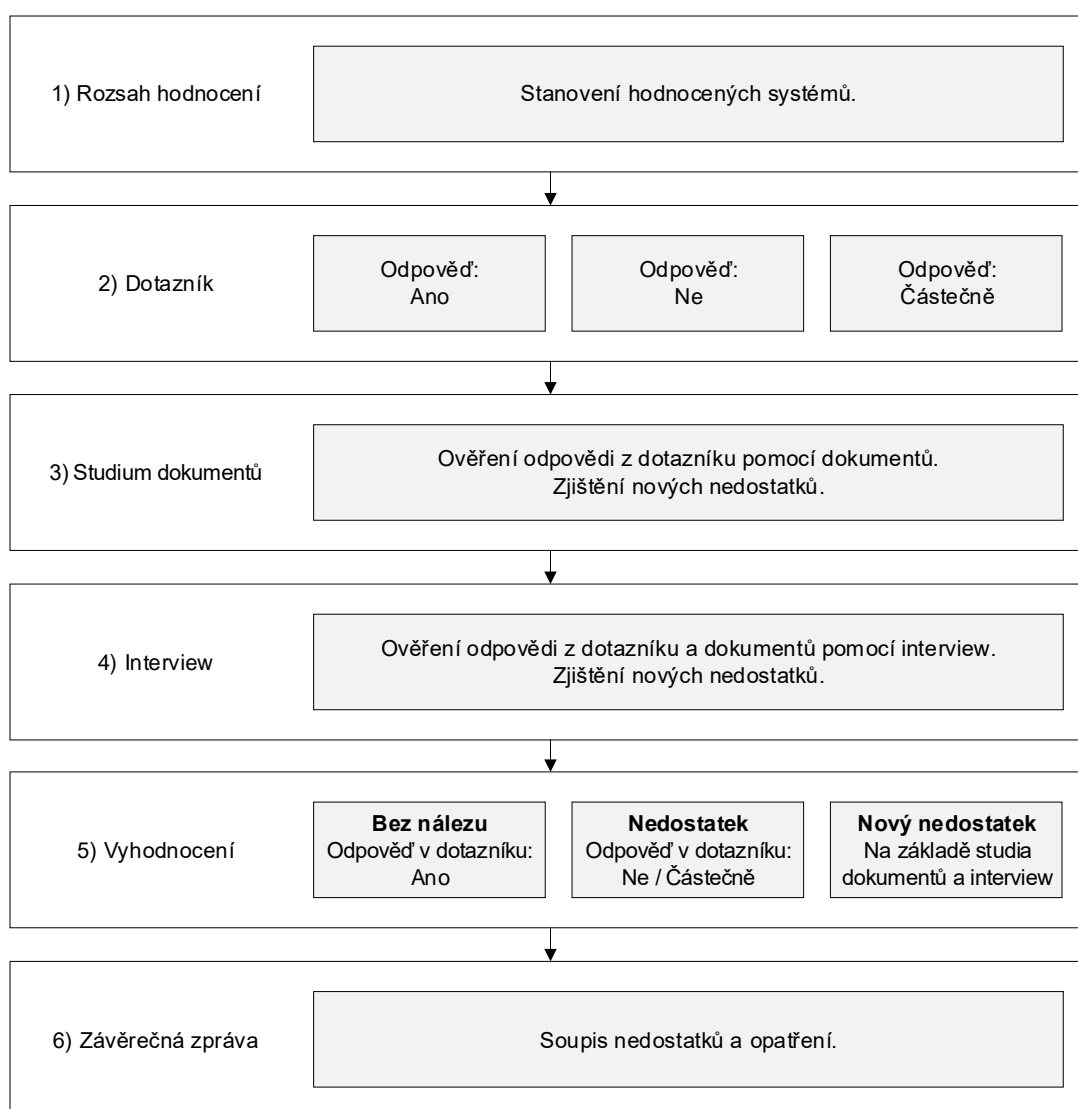 1) Rozsah hodnocení
Stanovení hodnocených systémů.
2) Dotazník
Odpověď:
Ano
Odpověď:
Ne
Odpověď:
Částečně
3) Studium dokumentů
Ověření odpovědi z dotazníku pomocí dokumentů.
Zjištění nových nedostatků.
4) Interview
Ověření odpovědi z dotazníku a dokumentů pomocí interview.
Zjištění nových nedostatků.
5) Vyhodnocení
Bez nálezu
Odpověď v dotazníku:
Ano
Nedostatek
Odpověď v dotazníku:
Ne / Částečně
Nový nedostatek
Na základě studia
dokumentů a interview
6) Závěrečná zpráva
Soupis nedostatků a opatření.